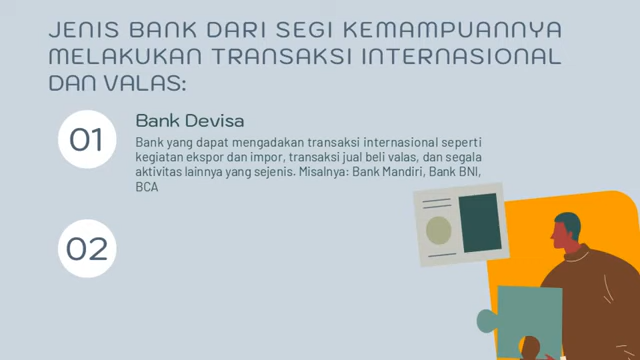 JENIS BANK DARI SEGI KEMAMPUANNYA
MELAKUKAN TRANSAKSI INTERNASIONAL
DAN VALAS:
01
Bank Devisa
Bank yang dapat mengadakan transaksi internasional seperti
kegiatan ekspor dan impor, transaksi jual beli valas, dan segala
aktivitas lainnya yang sejenis. Misalnya: Bank Mandiri, Bank BNI,
BCA
02